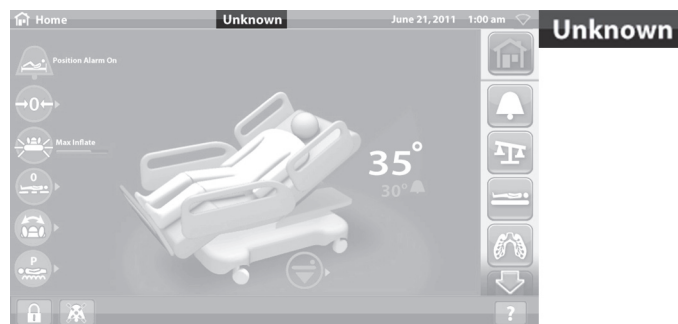 Home Unknown June 21, 2011 1:00 am
Unknown
Position Alarm On
→0←
Max Inflate
35°
30°
0
P
?